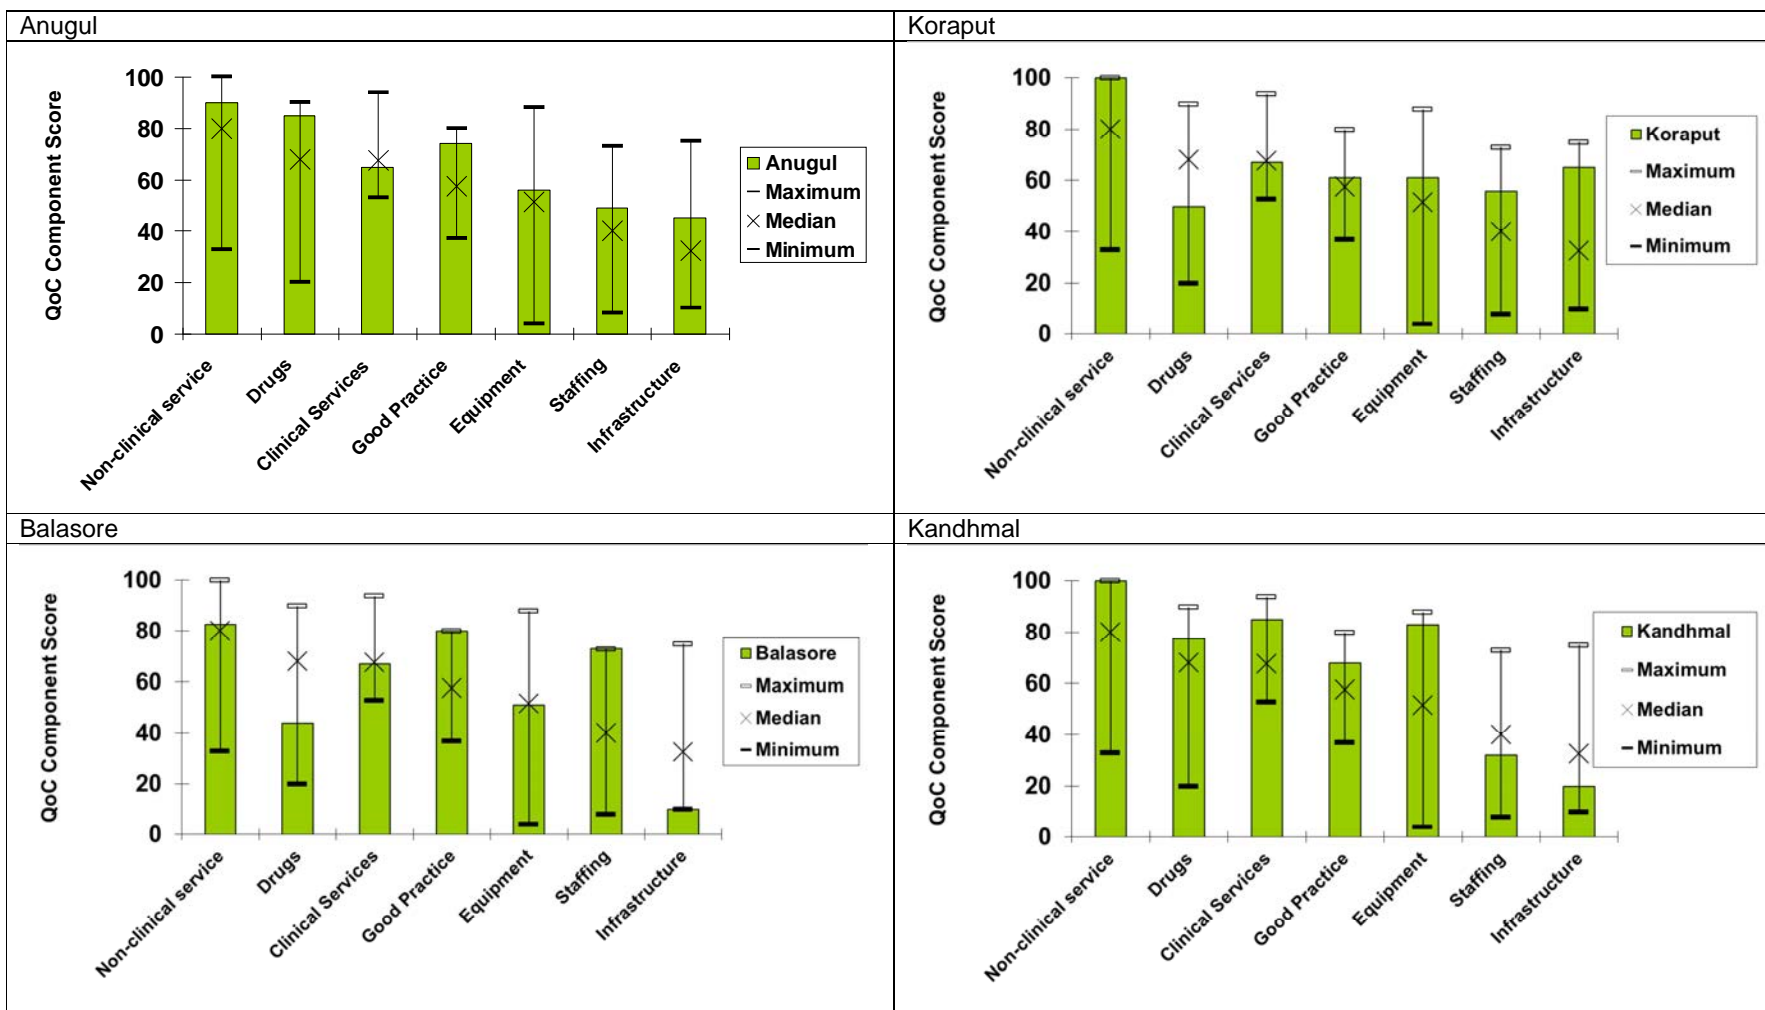 Anugul
QoC Component Score
100
80
60
40
20
0
Non-clinical service
Drugs
Clinical Services
Good Practice
Equipment
Staffing
Infrastructure
Anugul
Maximum
Median
Minimum
Koraput
QoC Component Score
100
80
60
40
20
0
Non-clinical service
Drugs
Clinical Services
Good Practice
Equipment
Staffing
Infrastructure
Koraput
Maximum
Median
Minimum
Balasore
QoC Component Score
100
80
60
40
20
0
Non-clinical service
Drugs
Clinical Services
Good Practice
Equipment
Staffing
Infrastructure
Balasore
Maximum
Median
Minimum
Kandhmal
QoC Component Score
100
80
60
40
20
0
Non-clinical service
Drugs
Clinical Services
Good Practice
Equipment
Staffing
Infrastructure
Kandhmal
Maximum
Median
Minimum